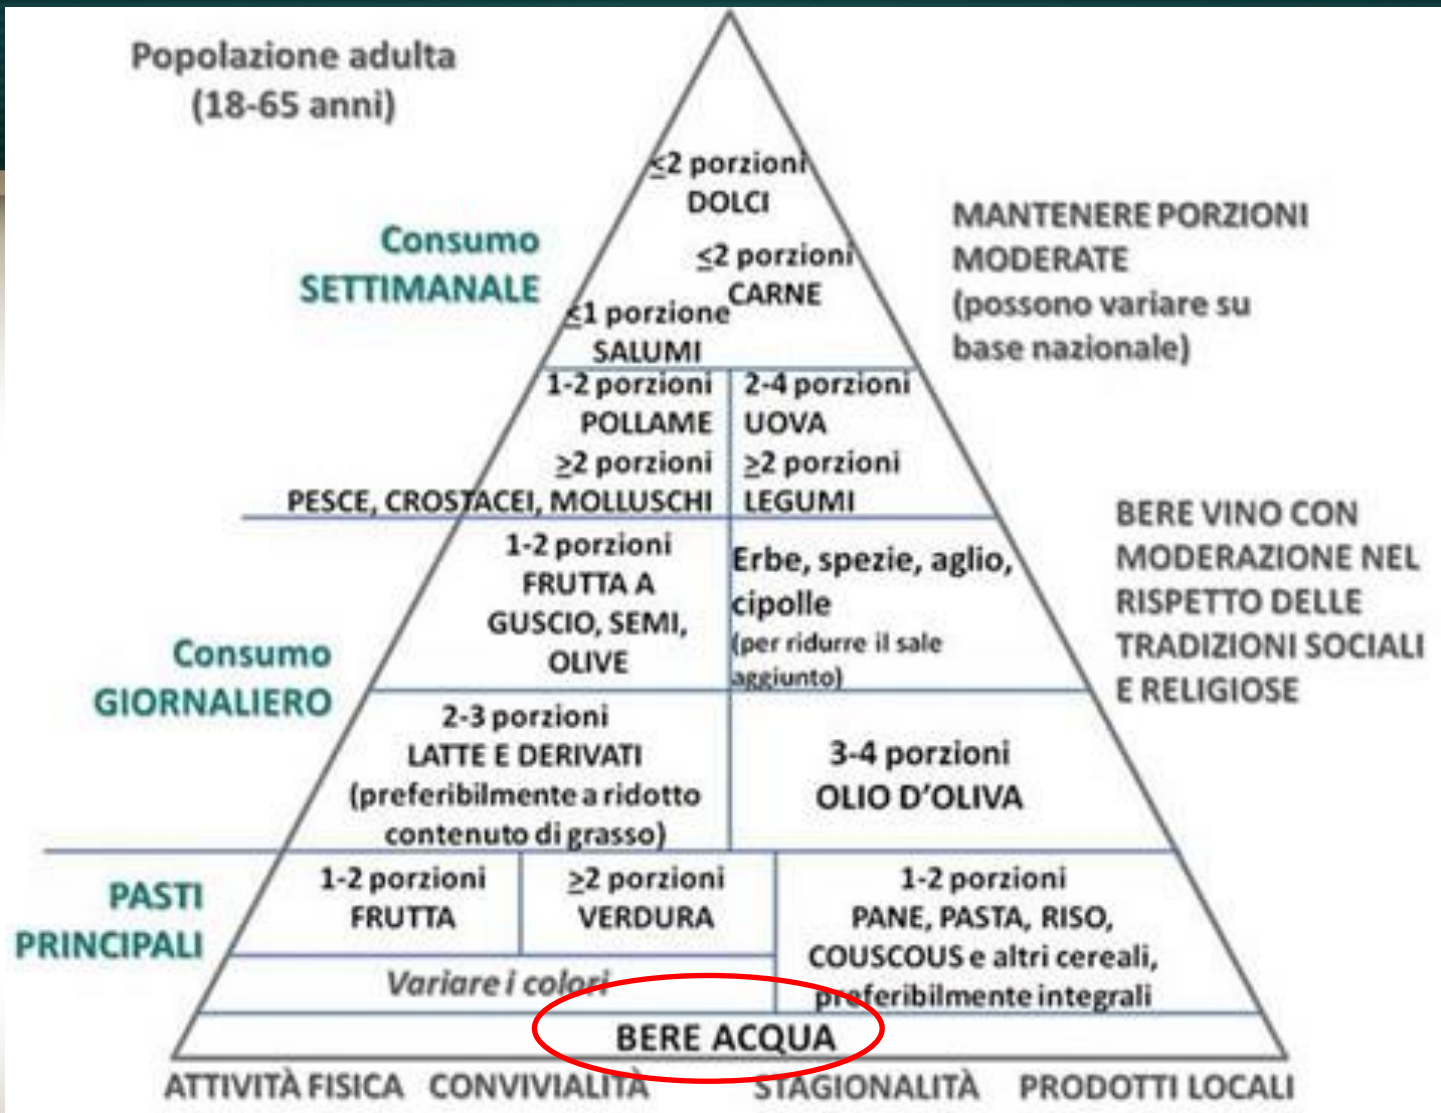 Popolazione adulta
(18-65 anni)
≤2 porzioni
DOLCI
≤2 porzioni
CARNE
≤1 porzione
SALUMI
Consumo
SETTIMANALE
MANTENERE PORZIONI
MODERATE
(possono variare su
base nazionale)
1-2 porzioni
POLLAME
≥2 porzioni
PESCE, CROSTACEI, MOLLUSCHI
2-4 porzioni
UOVA
≥2 porzioni
LEGUMI
1-2 porzioni
FRUTTA A
GUSCIO, SEMI,
OLIVE
Erbe, spezie, aglio,
cipolle
(per ridurre il sale
aggiunto)
BERE VINO CON
MODERAZIONE NEL
RISPETTO DELLE
TRADIZIONI SOCIALI
E RELIGIOSE
Consumo
GIORNALIERO
2-3 porzioni
LATTE E DERIVATI
(preferibilmente a ridotto
contenuto di grasso)
3-4 porzioni
OLIO D'OLIVA
PASTI
PRINCIPALI
1-2 porzioni
FRUTTA
≥2 porzioni
VERDURA
Variare i colori
1-2 porzioni
PANE, PASTA, RISO,
COUSCOUS e altri cereali,
preferibilmente integrali
BERE ACQUA
ATTIVITÀ FISICA CONVIVIALITÀ STAGIONALITÀ PRODOTTI LOCALI